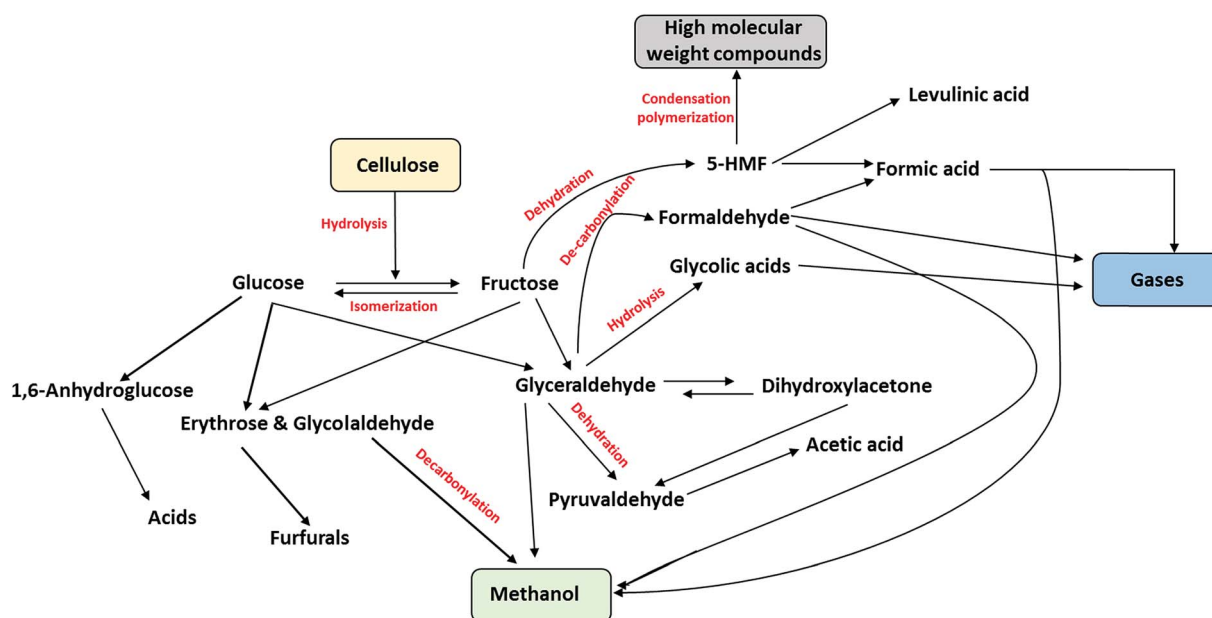 High molecular
weight compounds
Condensation
polymerization
Levulinic acid
Cellulose
5-HMF
Formic acid
Dehydration
De-carbonylation
Hydrolysis
Formaldehyde
Glycolic acids
Glucose
Fructose
Gases
Isomerization
Hydrolysis
1,6-Anhydroglucose
Glyceraldehyde
Dihydroxylacetone
Erythrose & Glycolaldehyde
Dehydration
Acetic acid
Decarbonylation
Pyruvaldehyde
Acids
Furfurals
Methanol